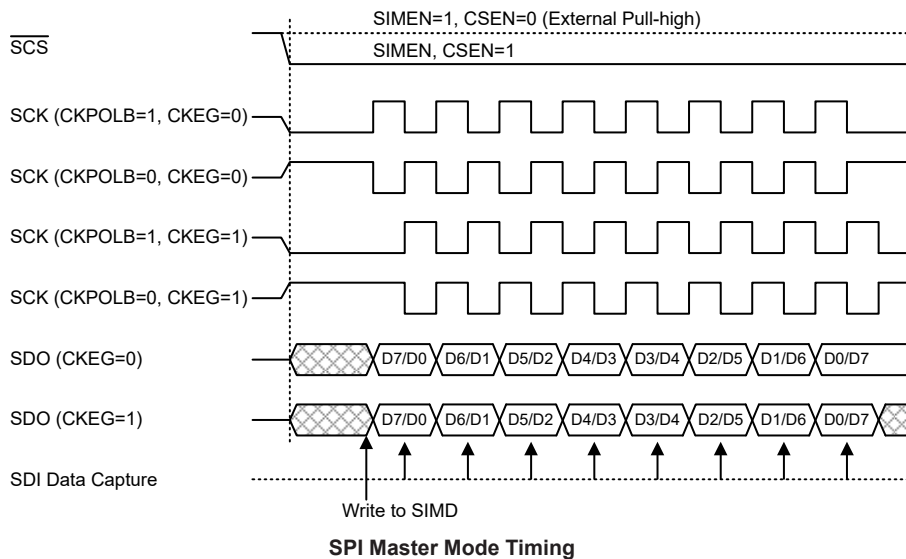 SIMEN=1, CSEN=0 (External Pull-high)
SCS
SIMEN, CSEN=1
SCK (CKPOLB=1, CKEG=0)
SCK (CKPOLB=0, CKEG=0)
SCK (CKPOLB=1, CKEG=1)
SCK (CKPOLB=0, CKEG=1)
SDO (CKEG=0) D7/D0 D6/D1 D5/D2 D4/D3 D3/D4 D2/D5 D1/D6 D0/D7
SDO (CKEG=1) D7/D0 D6/D1 D5/D2 D4/D3 D3/D4 D2/D5 D1/D6 D0/D7
SDI Data Capture
Write to SIMD
SPI Master Mode Timing